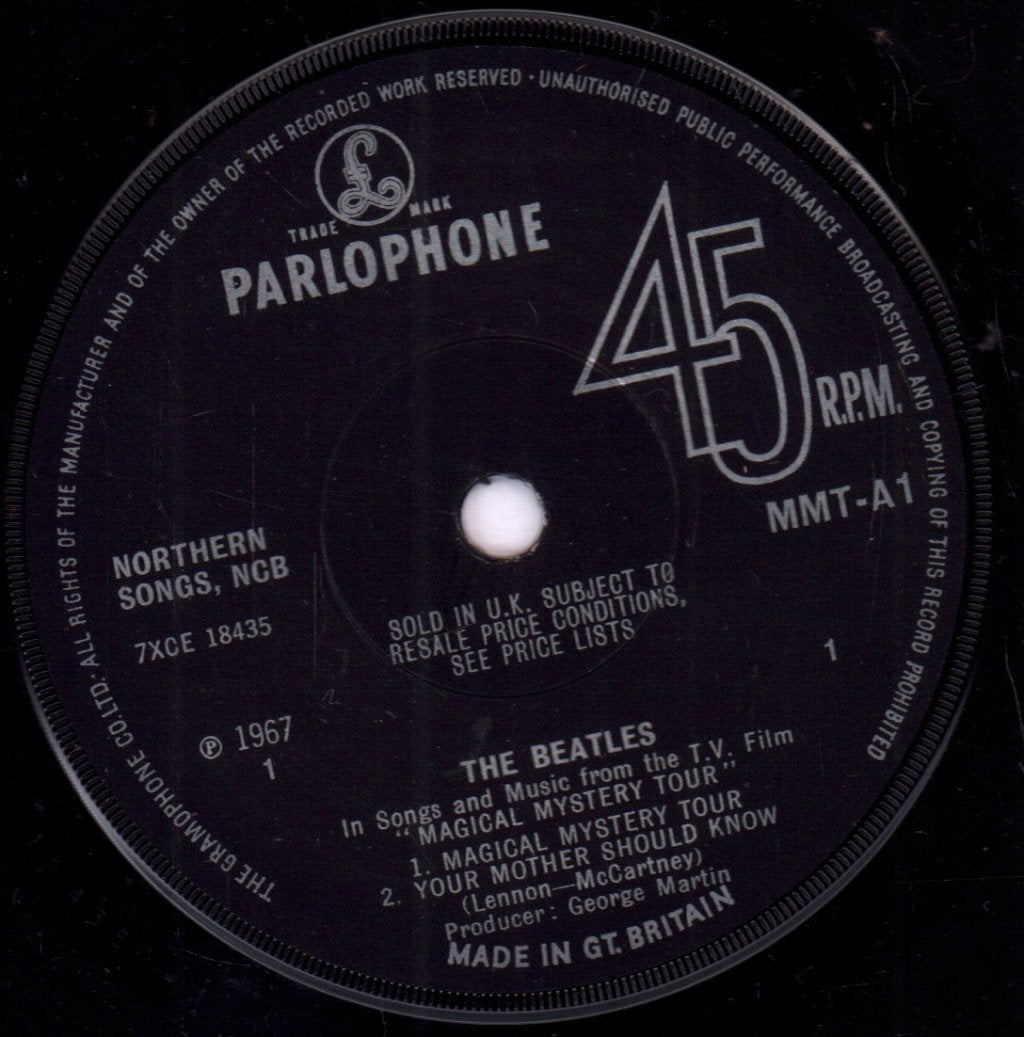 THE GRAMOPHONE CO.LTD· ALL RIGHTS OF THE MANUFACTURER AND OF THE OWNER OF THE RECORDED WORK RESERVED · UNAUTHORISED PUBLIC PERFORMANCE BROADCASTING AND COPYING OF THIS RECORD PROHIBITED
£
TRADE MARK
PARLOPHONE
45 R.P.M.
MMT-A1
NORTHERN
SONGS, NCB
7XCE 18435
SOLD IN U.K. SUBJECT TO
RESALE PRICE CONDITIONS,
SEE PRICE LISTS
1
℗ 1967
1
THE BEATLES
In Songs and Music from the T.V. Film
"MAGICAL MYSTERY TOUR"
1. MAGICAL MYSTERY TOUR
2. YOUR MOTHER SHOULD KNOW
(Lennon—McCartney)
Producer: George Martin
MADE IN GT. BRITAIN